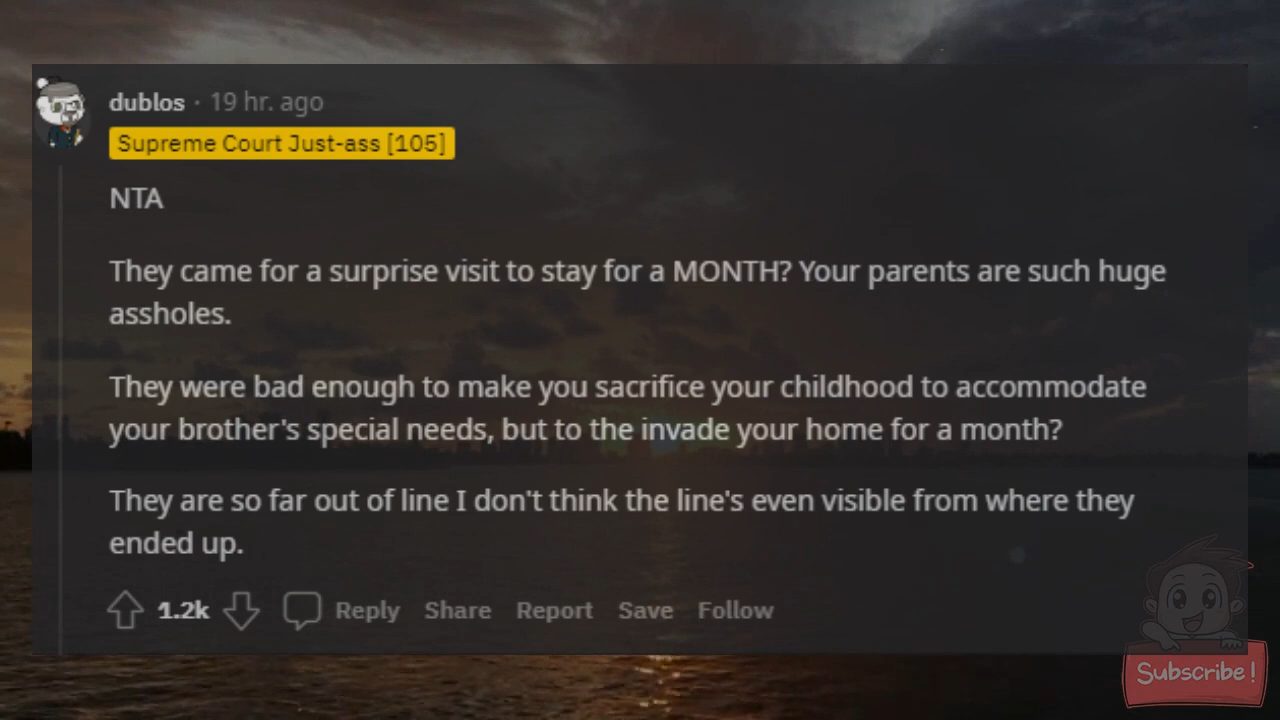 dublos · 19 hr. ago
Supreme Court Just-ass [105]
NTA
They came for a surprise visit to stay for a MONTH? Your parents are such huge
assholes.
They were bad enough to make you sacrifice your childhood to accommodate
your brother's special needs, but to the invade your home for a month?
They are so far out of line I don't think the line's even visible from where they
ended up.
1.2k Reply Share Report Save Follow
Subscribe!